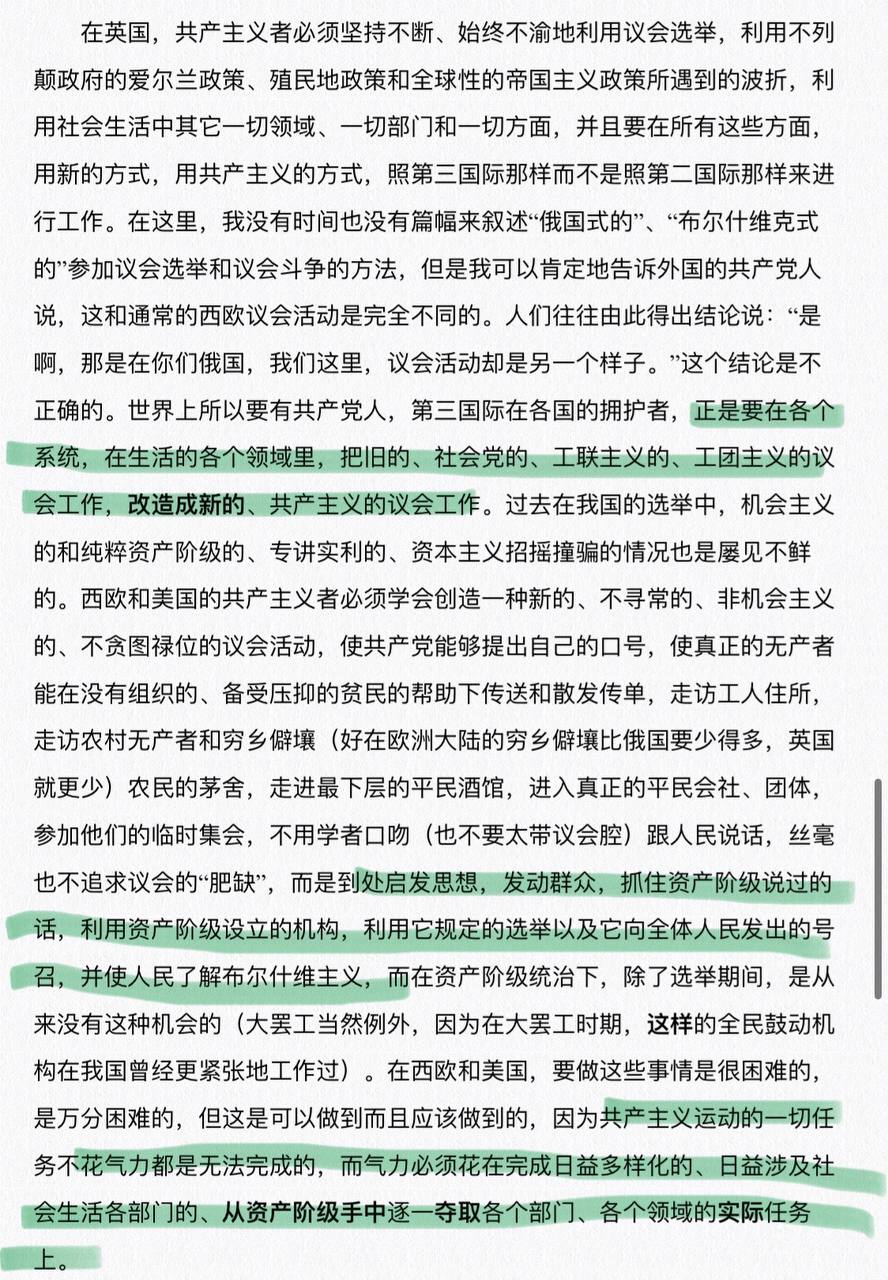 在英国，共产主义者必须坚持不断、始终不渝地利用议会选举，利用不列
颠政府的爱尔兰政策、殖民地政策和全球性的帝国主义政策所遇到的波折，利
用社会生活中其它一切领域、一切部门和一切方面，并且要在所有这些方面，
用新的方式，用共产主义的方式，照第三国际那样而不是照第二国际那样来进
行工作。在这里，我没有时间也没有篇幅来叙述“俄国式的”、“布尔什维克式
的”参加议会选举和议会斗争的方法，但是我可以肯定地告诉外国的共产党人
说，这和通常的西欧议会活动是完全不同的。人们往往由此得出结论说：“是
啊，那是在你们俄国，我们这里，议会活动却是另一个样子。”这个结论是不
正确的。世界上所以要有共产党人，第三国际在各国的拥护者，正是要在各个
系统，在生活的各个领域里，把旧的、社会党的、工联主义的、工团主义的议
会工作，改造成新的、共产主义的议会工作。过去在我国的选举中，机会主义
的和纯粹资产阶级的、专讲实利的、资本主义招摇撞骗的情况也是屡见不鲜
的。西欧和美国的共产主义者必须学会创造一种新的、不寻常的、非机会主义
的、不贪图禄位的议会活动，使共产党能够提出自己的口号，使真正的无产者
能在没有组织的、备受压抑的贫民的帮助下传送和散发传单，走访工人住所，
走访农村无产者和穷乡僻壤（好在欧洲大陆的穷乡僻壤比俄国要少得多，英国
就更少）农民的茅舍，走进最下层的平民酒馆，进入真正的平民会社、团体，
参加他们的临时集会，不用学者口吻（也不要太带议会腔）跟人民说话，丝毫
也不追求议会的“肥缺”，而是到处启发思想，发动群众，抓住资产阶级说过的
话，利用资产阶级设立的机构，利用它规定的选举以及它向全体人民发出的号
召，并使人民了解布尔什维主义，而在资产阶级统治下，除了选举期间，是从
来没有这种机会的（大罢工当然例外，因为在大罢工时期，这样的全民鼓动机
构在我国曾经更紧张地工作过）。在西欧和美国，要做这些事情是很困难的，
是万分困难的，但这是可以做到而且应该做到的，因为共产主义运动的一切任
务不花气力都是无法完成的，而气力必须花在完成日益多样化的、日益涉及社
会生活各部门的、从资产阶级手中逐一夺取各个部门、各个领域的实际任务
上。